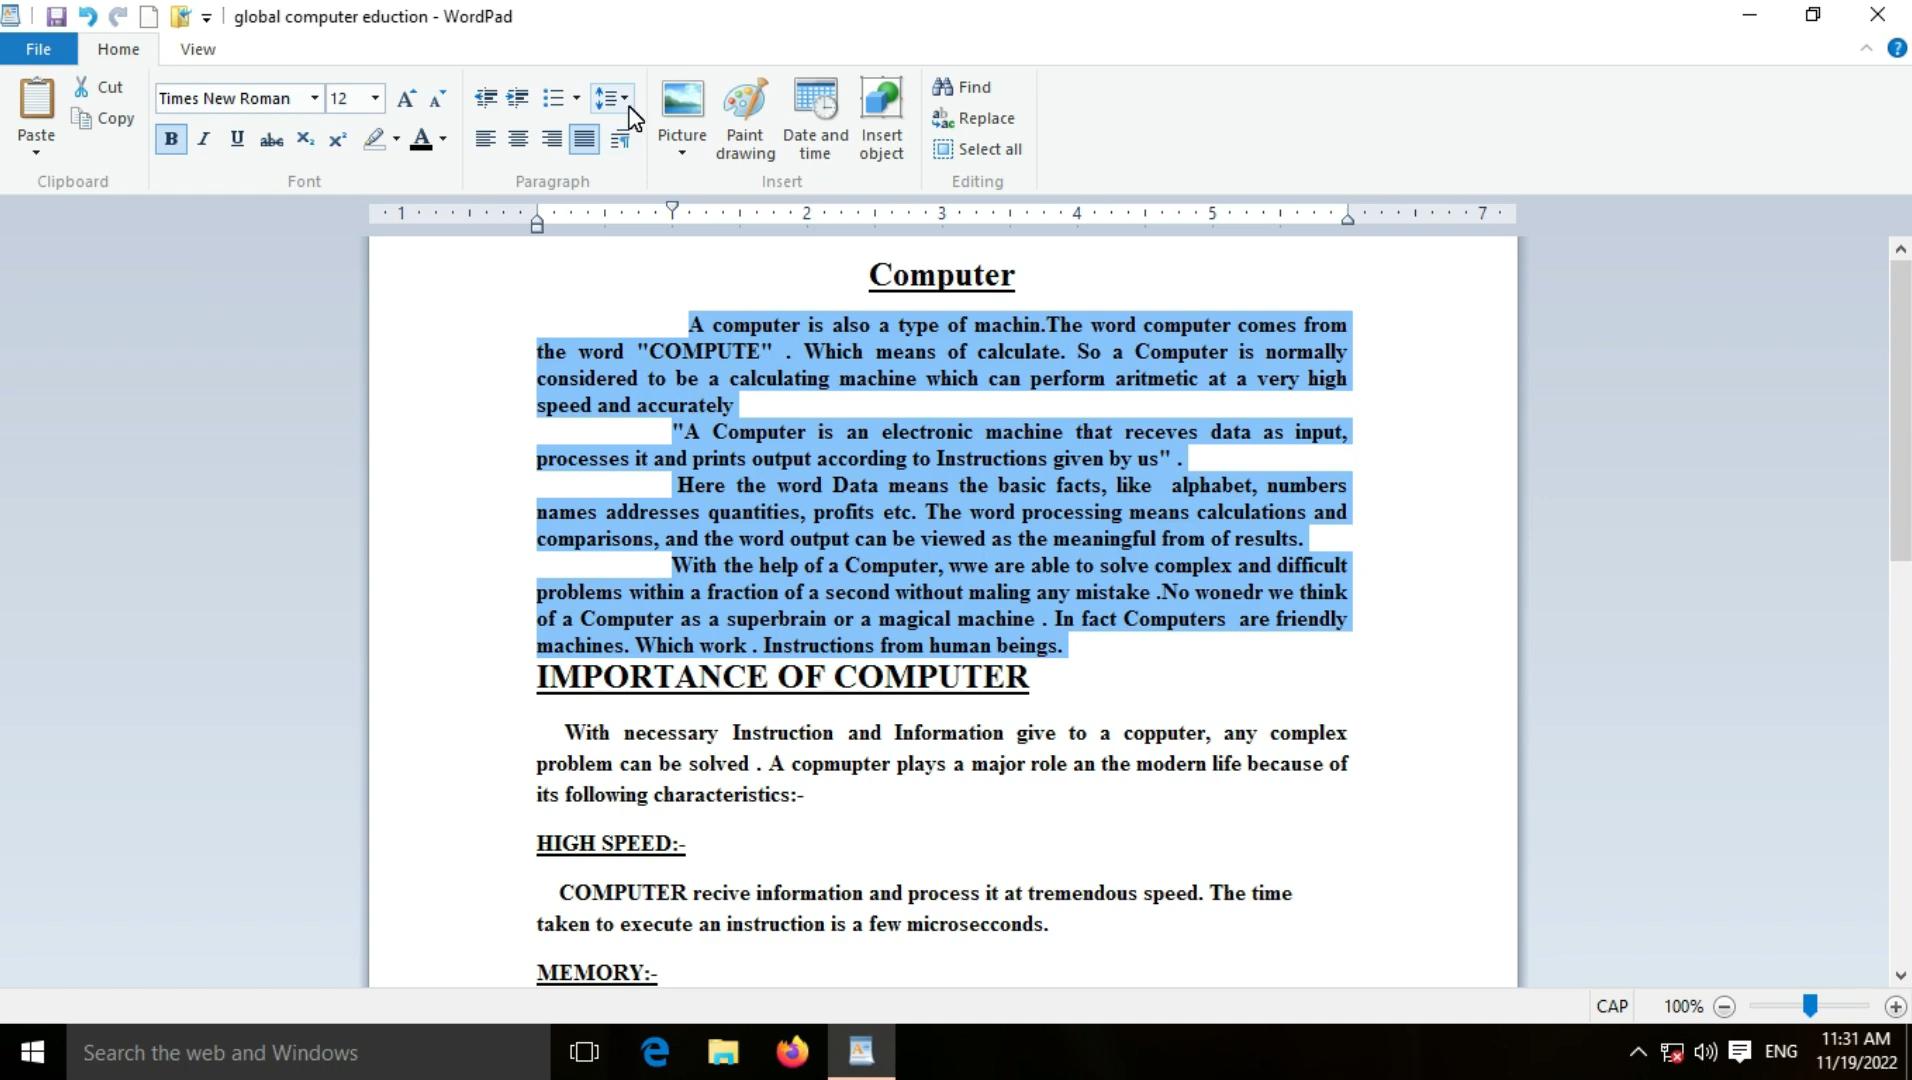 global computer eduction - WordPad
File Home View
Paste
Cut
Copy
Clipboard
Times New Roman 12
B I U abc X₂ X² A
Font
Paragraph
Picture
Paint drawing
Date and time
Insert object
Insert
Find
Replace
Select all
Editing
1 2 3 4 5 7
Computer
A computer is also a type of machin.The word computer comes from
the word "COMPUTE" . Which means of calculate. So a Computer is normally
considered to be a calculating machine which can perform aritmetic at a very high
speed and accurately
"A Computer is an electronic machine that receves data as input,
processes it and prints output according to Instructions given by us" .
Here the word Data means the basic facts, like alphabet, numbers
names addresses quantities, profits etc. The word processing means calculations and
comparisons, and the word output can be viewed as the meaningful from of results.
With the help of a Computer, wwe are able to solve complex and difficult
problems within a fraction of a second without maling any mistake .No wonedr we think
of a Computer as a superbrain or a magical machine . In fact Computers are friendly
machines. Which work . Instructions from human beings.
IMPORTANCE OF COMPUTER
With necessary Instruction and Information give to a copputer, any complex
problem can be solved . A copmupter plays a major role an the modern life because of
its following characteristics:-
HIGH SPEED:-
COMPUTER recive information and process it at tremendous speed. The time
taken to execute an instruction is a few microsecconds.
MEMORY:-
CAP 100%
Search the web and Windows
ENG
11:31 AM
11/19/2022